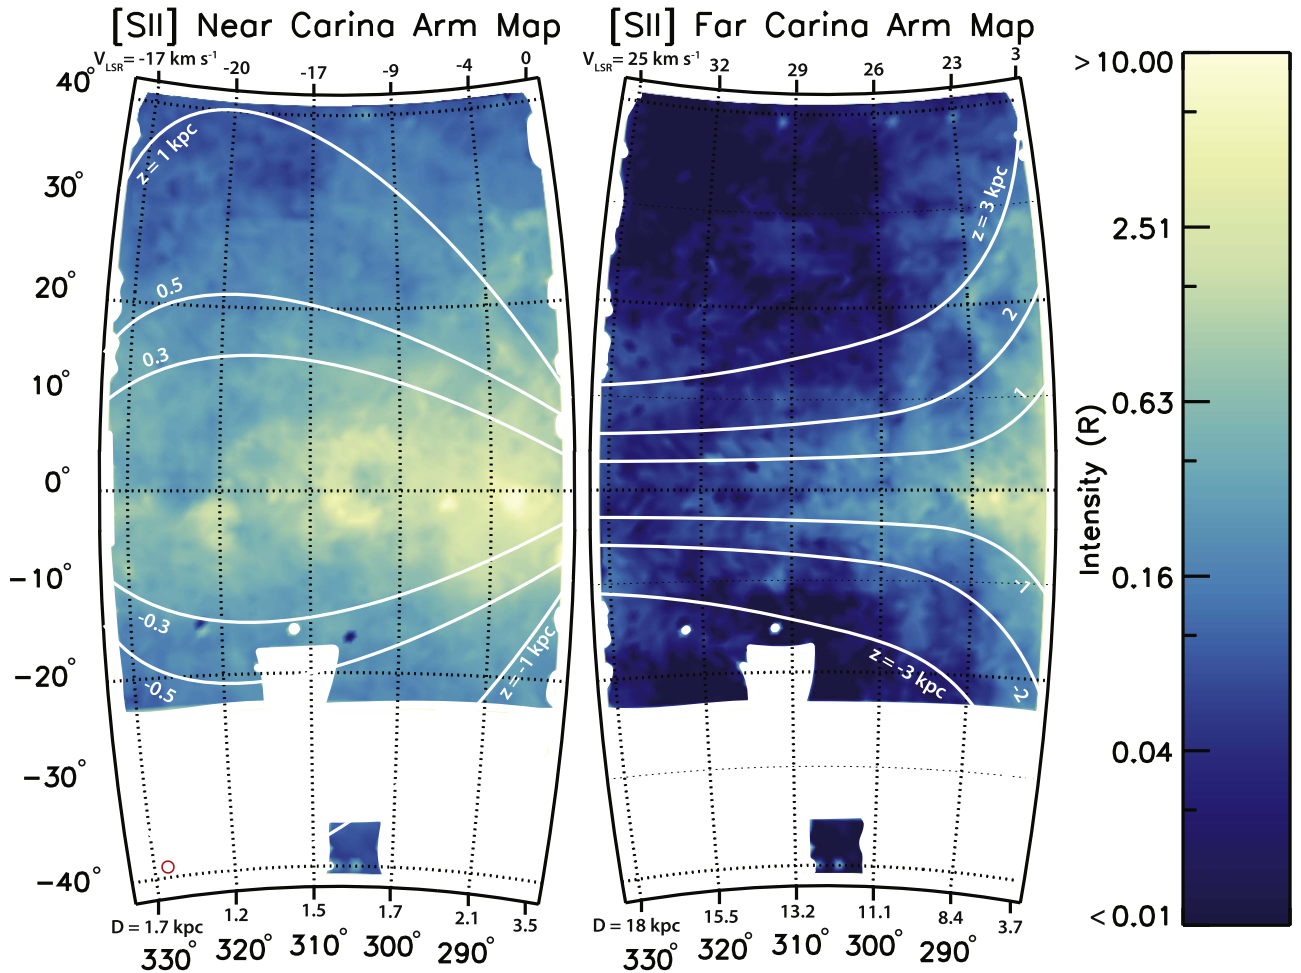 [SII] Near Carina Arm Map
[SII] Far Carina Arm Map
V_LSR = -17 km s⁻¹ -20 -17 -9 -4 0
V_LSR = 25 km s⁻¹ 32 29 26 23 3
40°
30°
20°
10°
0°
−10°
−20°
−30°
−40°
z = 1 kpc
0.5
0.3
-0.3
-0.5
z = -1 kpc
z = 3 kpc
2
1
-1
-2
z = -3 kpc
D = 1.7 kpc 1.2 1.5 1.7 2.1 3.5
330° 320° 310° 300° 290°
D = 18 kpc 15.5 13.2 11.1 8.4 3.7
330° 320° 310° 300° 290°
Intensity (R)
>10.00
2.51
0.63
0.16
0.04
<0.01